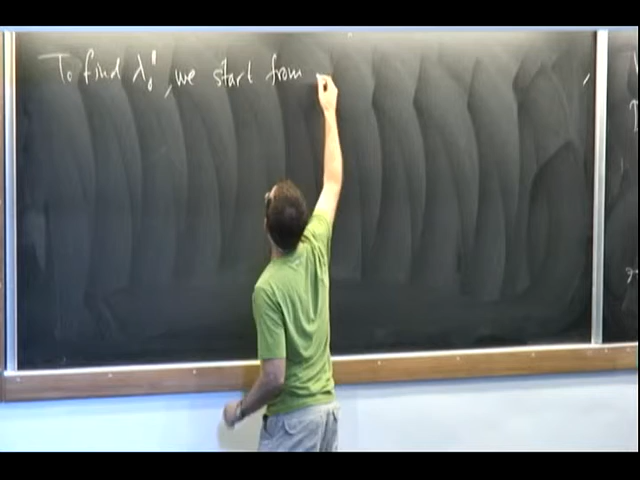 To find λ₀", we start from